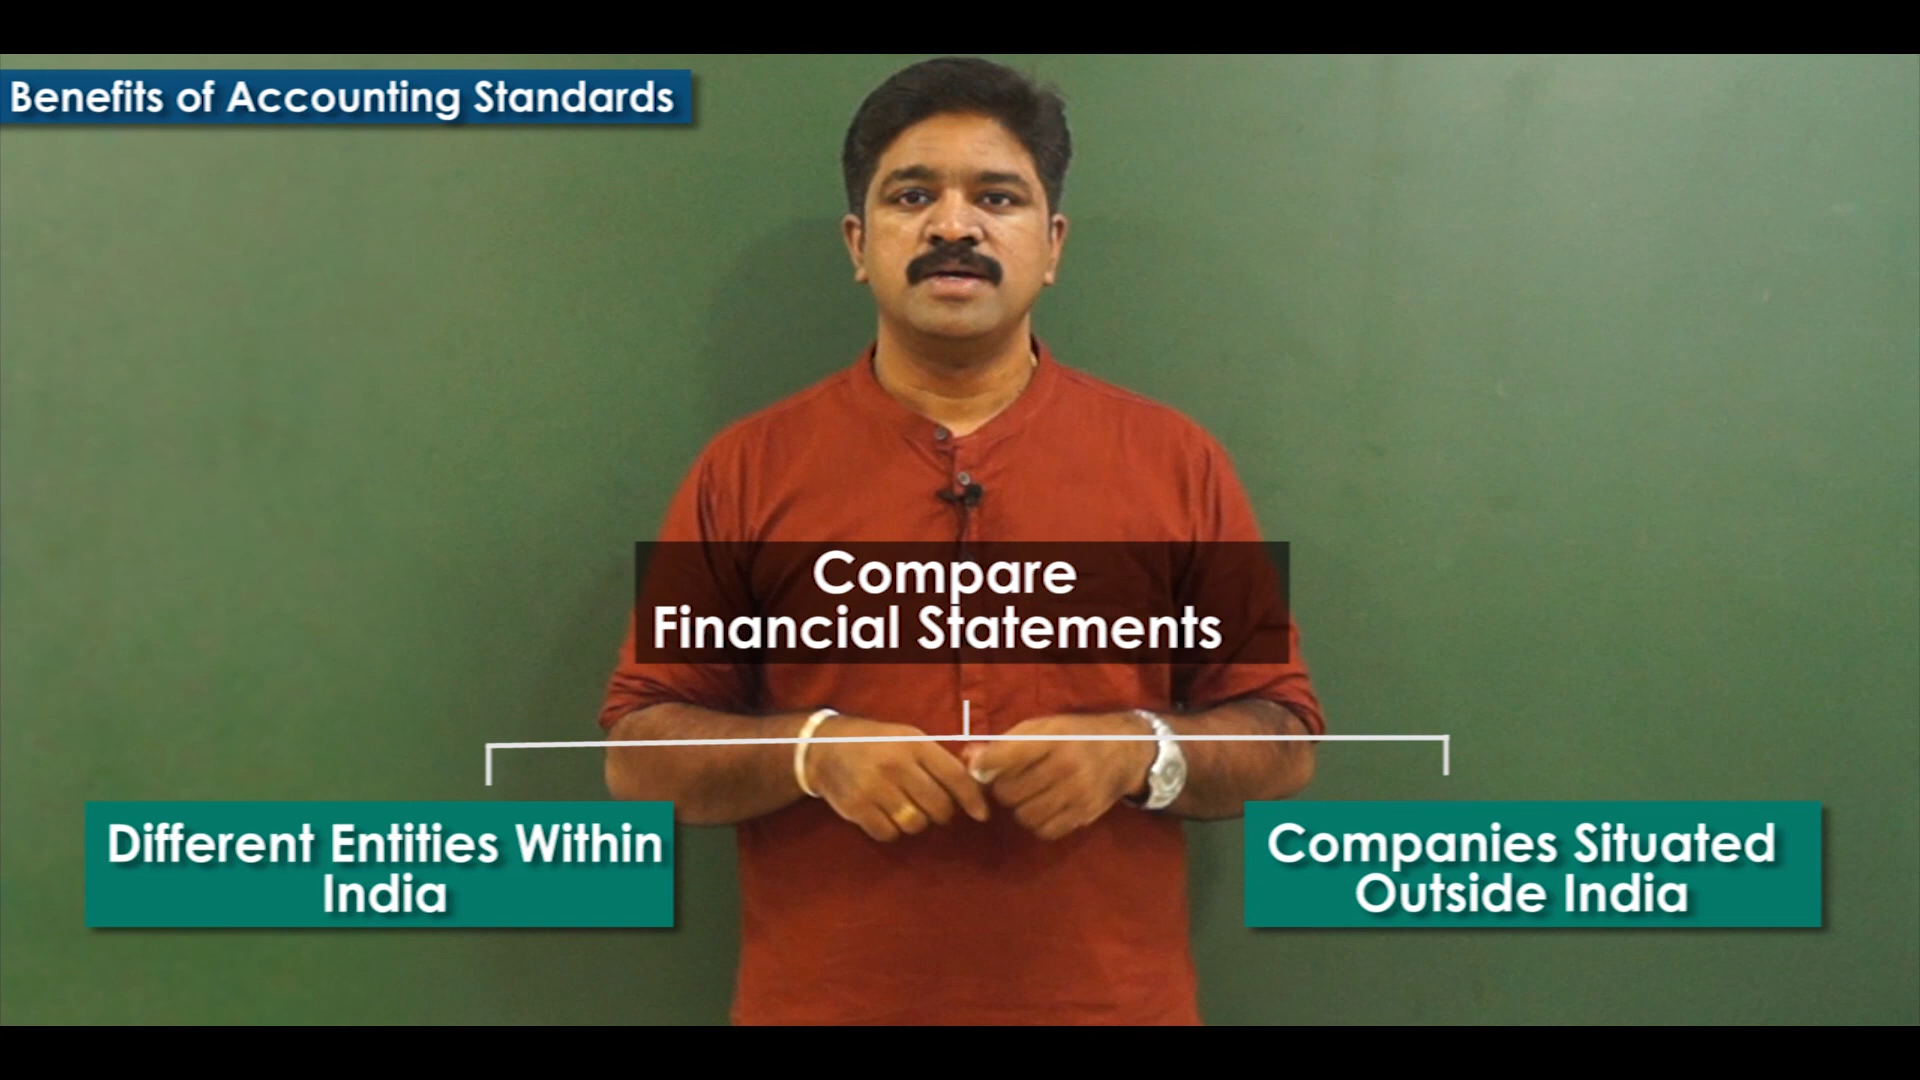 Benefits of Accounting Standards
Compare
Financial Statements
Different Entities Within
India
Companies Situated
Outside India